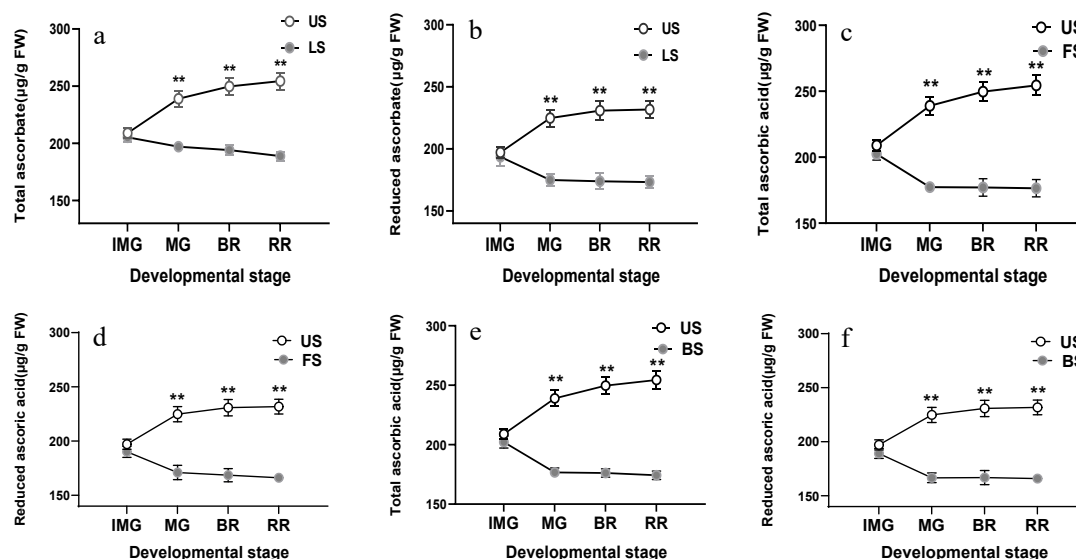 a
US
LS
Total ascorbate(µg/g FW)
300
250
200
150
** ** **
IMG MG BR RR
Developmental stage
b
US
LS
Reduced ascorbate(µg/g FW)
300
250
200
150
** ** **
IMG MG BR RR
Developmental stage
c
US
FS
Total ascorbic acid(µg/g FW)
300
250
200
150
** ** **
IMG MG BR RR
Developmental stage
d
US
FS
Reduced ascoric acid(µg/g FW)
300
250
200
150
** ** **
IMG MG BR RR
Developmental stage
e
US
BS
Total ascorbic acid(µg/g FW)
300
250
200
150
** ** **
IMG MG BR RR
Developmental stage
f
US
BS
Reduced ascoric acid(µg/g FW)
300
250
200
150
** ** **
IMG MG BR RR
Developmental stage